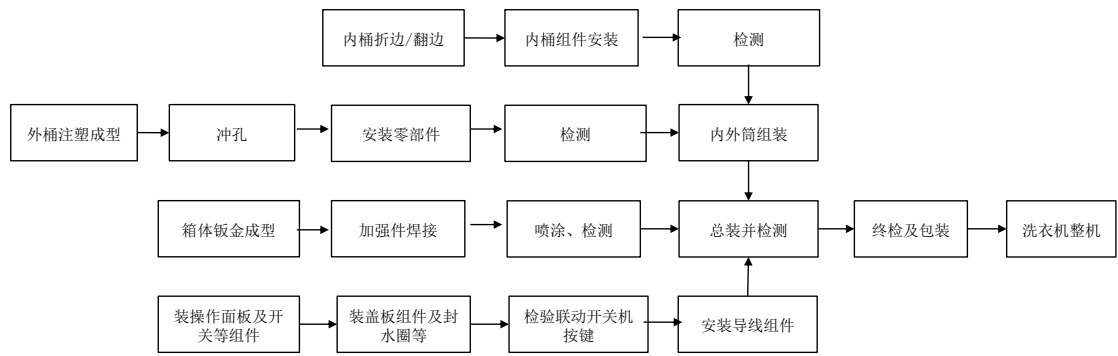 内桶折边/翻边
内桶组件安装
检测
外桶注塑成型
冲孔
安装零部件
检测
内外筒组装
箱体钣金成型
加强件焊接
喷涂、检测
总装并检测
终检及包装
洗衣机整机
装操作面板及开
关等组件
装盖板组件及封
水圈等
检验联动开关机
按键
安装导线组件